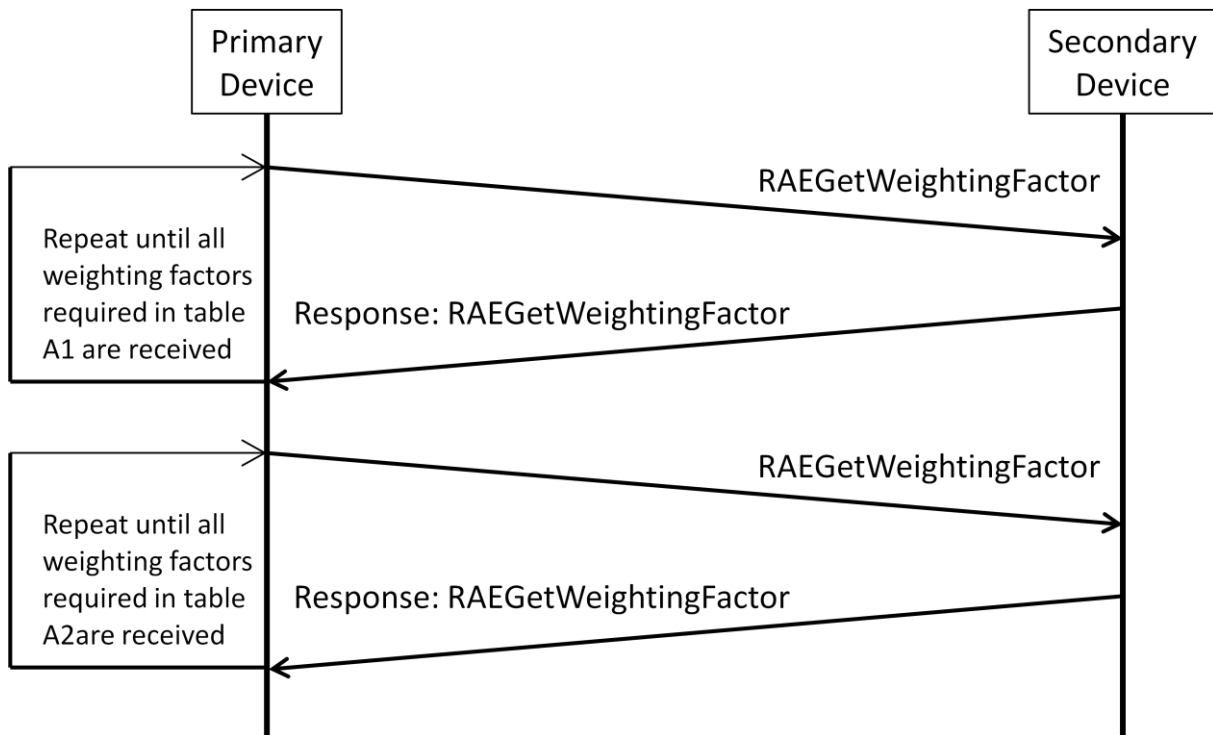 Primary
Device
Secondary
Device
RAEGetWeightingFactor
Repeat until all
weighting factors
required in table
A1 are received
Response: RAEGetWeightingFactor
RAEGetWeightingFactor
Repeat until all
weighting factors
required in table
A2are received
Response: RAEGetWeightingFactor